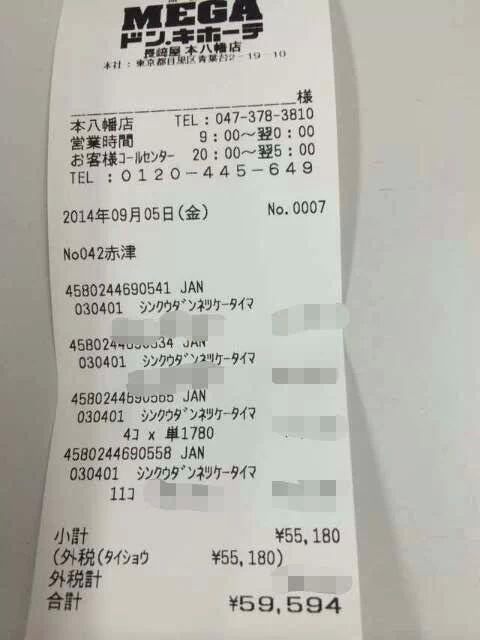 MEGA
ドン.キホーテ
長崎屋 本八幡店
本社:東京都目黒区青葉台2-19-10
様
本八幡店 TEL:047-378-3810
営業時間 9:00~翌0:00
お客様コールセンター 20:00~翌5:00
TEL:0120-445-649
2014年09月05日(金) No.0007
No042赤津
4580244690541 JAN
030401 シンクウダンネツケータイマ
JAN
030401 シンクウダンネツケータイマ
JAN
030401 シンクウダンネツケータイマ
4コ x 単1780
4580244690558 JAN
030401 シンクウダンネツケータイマ
11コ
小計 ¥55,180
(外税(タイショウ ¥55,180)
外税計
合計 ¥59,594